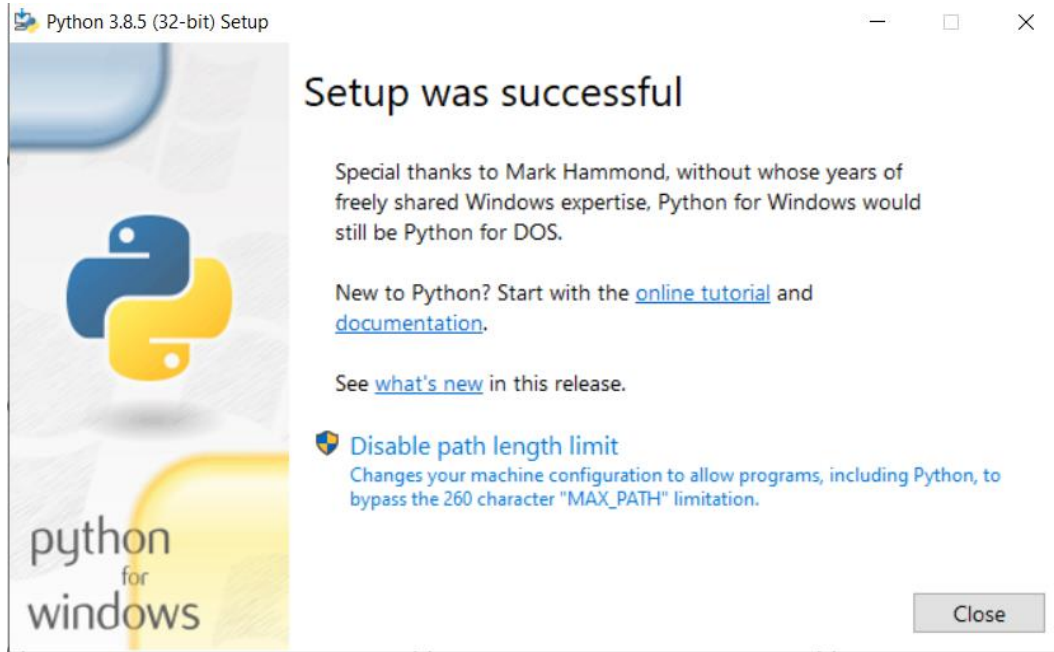 Python 3.8.5 (32-bit) Setup
Setup was successful
Special thanks to Mark Hammond, without whose years of
freely shared Windows expertise, Python for Windows would
still be Python for DOS.
New to Python? Start with the online tutorial and
documentation.
See what's new in this release.
Disable path length limit
Changes your machine configuration to allow programs, including Python, to
bypass the 260 character "MAX_PATH" limitation.
python
for
windows
Close